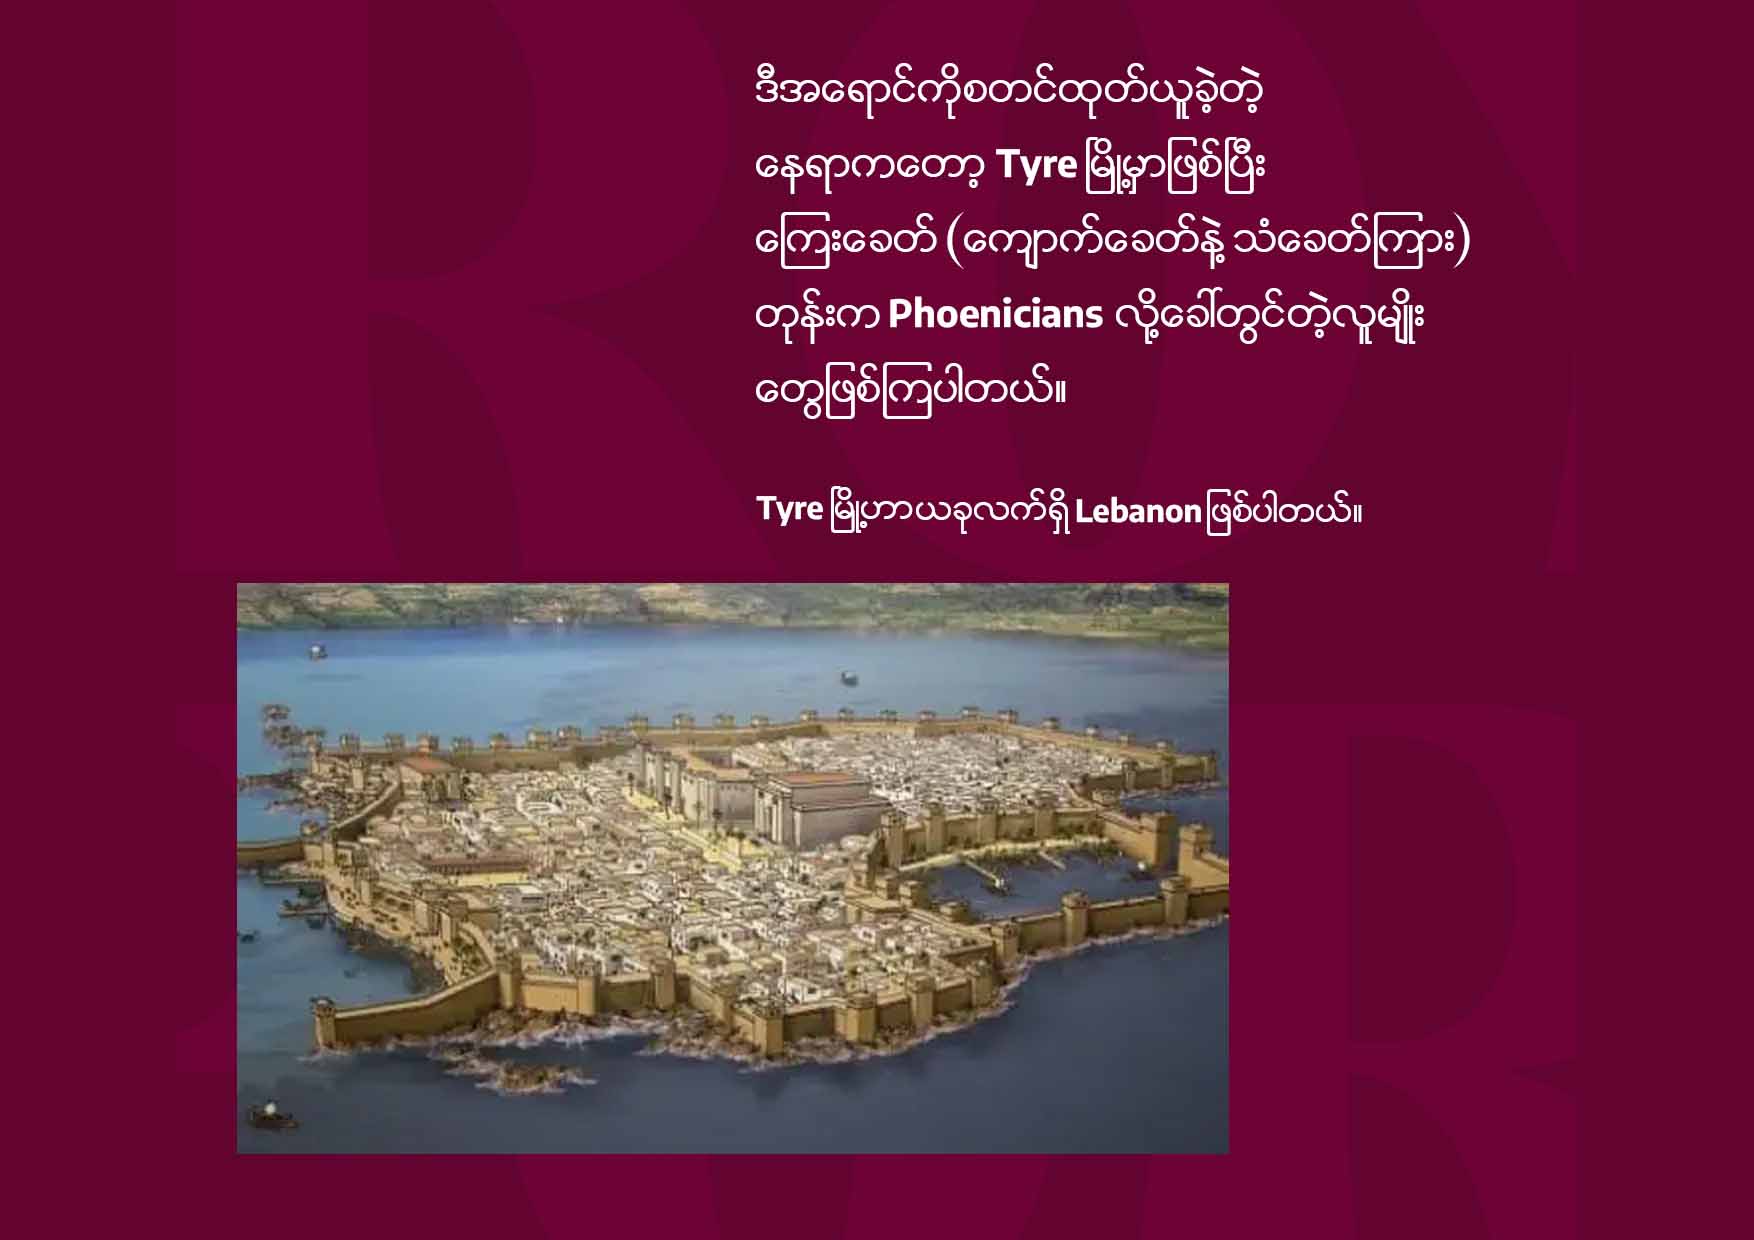 ဒီအရောင်ကိုစတင်ထုတ်ယူခဲ့တဲ့
နေရာကတော့ Tyre မြို့မှာဖြစ်ပြီး
ကြေးခေတ် (ကျောက်ခေတ်နဲ့ သံခေတ်ကြား)
တုန်းက Phoenicians လို့ခေါ်တွင်တဲ့လူမျိုး
တွေဖြစ်ကြပါတယ်။
Tyre မြို့ဟာ ယခုလက်ရှိ Lebanon ဖြစ်ပါတယ်။